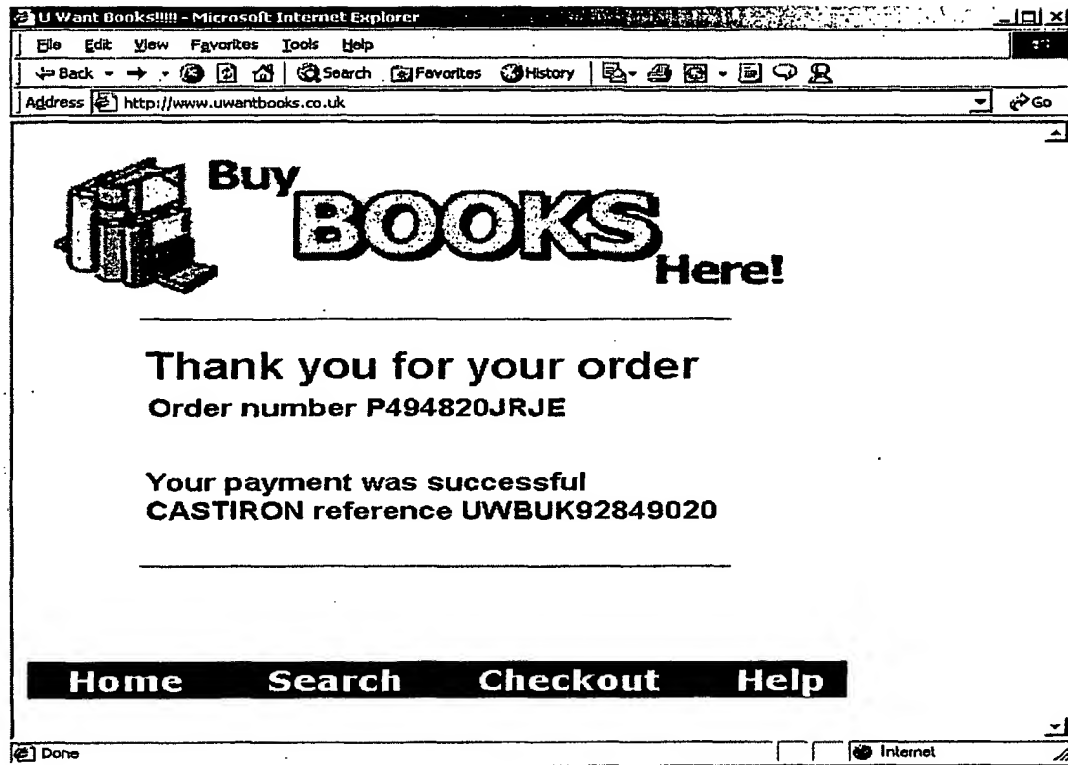 U Want Books!!!!! - Microsoft Internet Explorer
File Edit View Favorites Tools Help
Back Search Favorites History
Address http://www.uwantbooks.co.uk Go
Buy
BOOKS
Here!
Thank you for your order
Order number P494820JRJE
Your payment was successful
CASTIRON reference UWBUK92849020
Home Search Checkout Help
Done Internet